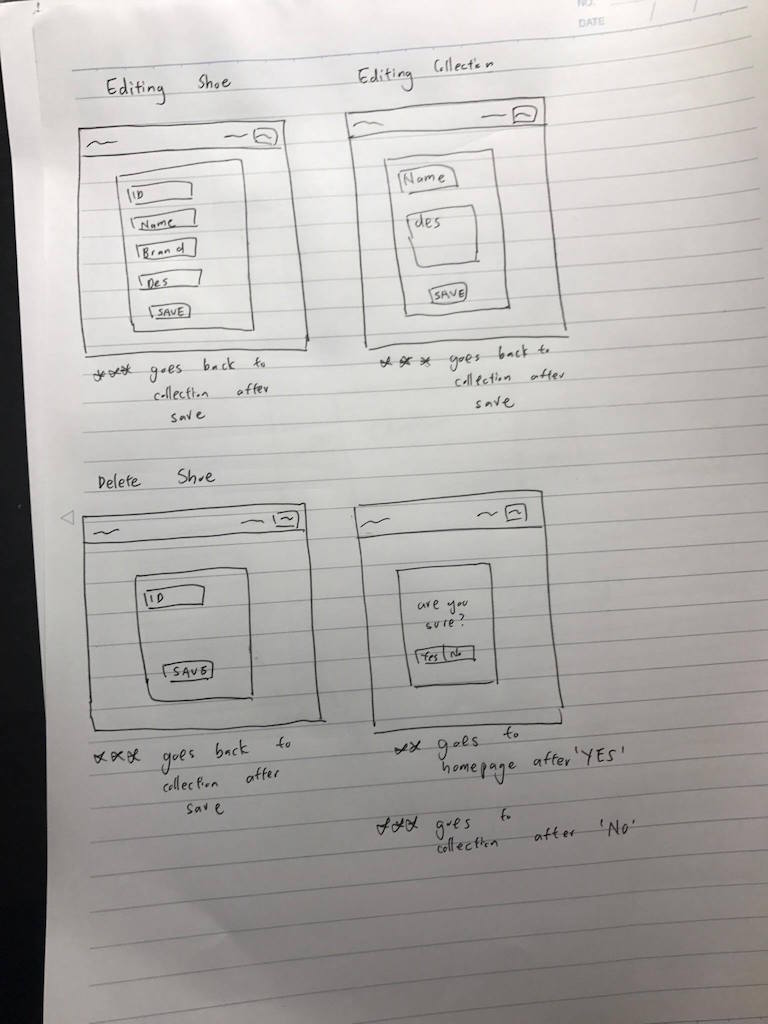 NO.
DATE
Editing Shoe
ID
Name
Brand
Des
SAVE
*** goes back to
collection after
save
Editing Collection
Name
des
SAVE
*** goes back to
collection after
save
Delete Shoe
ID
SAVE
*** goes back to
collection after
save
are you
sure?
Yes No
** goes to
homepage after 'YES'
*** goes to
collection after 'No'